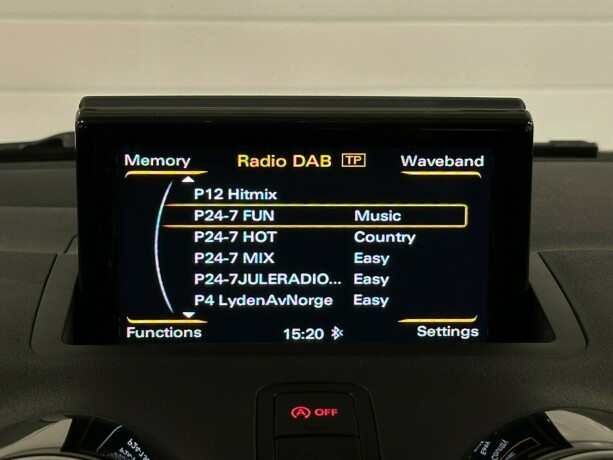 Memory Radio DAB TP Waveband
P12 Hitmix
P24-7 FUN Music
P24-7 HOT Country
P24-7 MIX Easy
P24-7JULERADIO... Easy
P4 LydenAvNorge Easy
Functions 15:20 Settings
A OFF